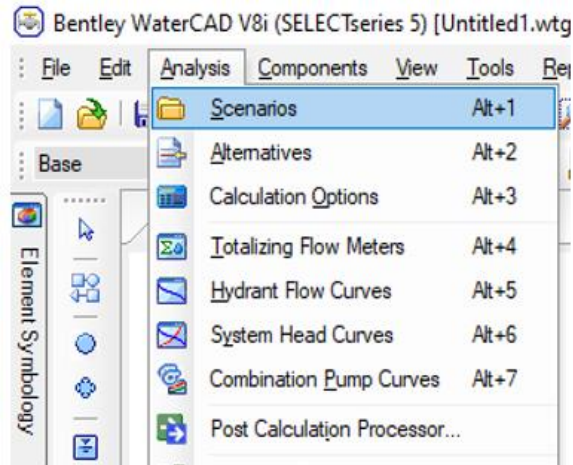 Bentley WaterCAD V8i (SELECTseries 5) [Untitled1.wtg
File Edit Analysis Components View Tools Rep
Base
Scenarios Alt+1
Alternatives Alt+2
Calculation Options Alt+3
Totalizing Flow Meters Alt+4
Hydrant Flow Curves Alt+5
System Head Curves Alt+6
Combination Pump Curves Alt+7
Post Calculation Processor...
Element Symbology